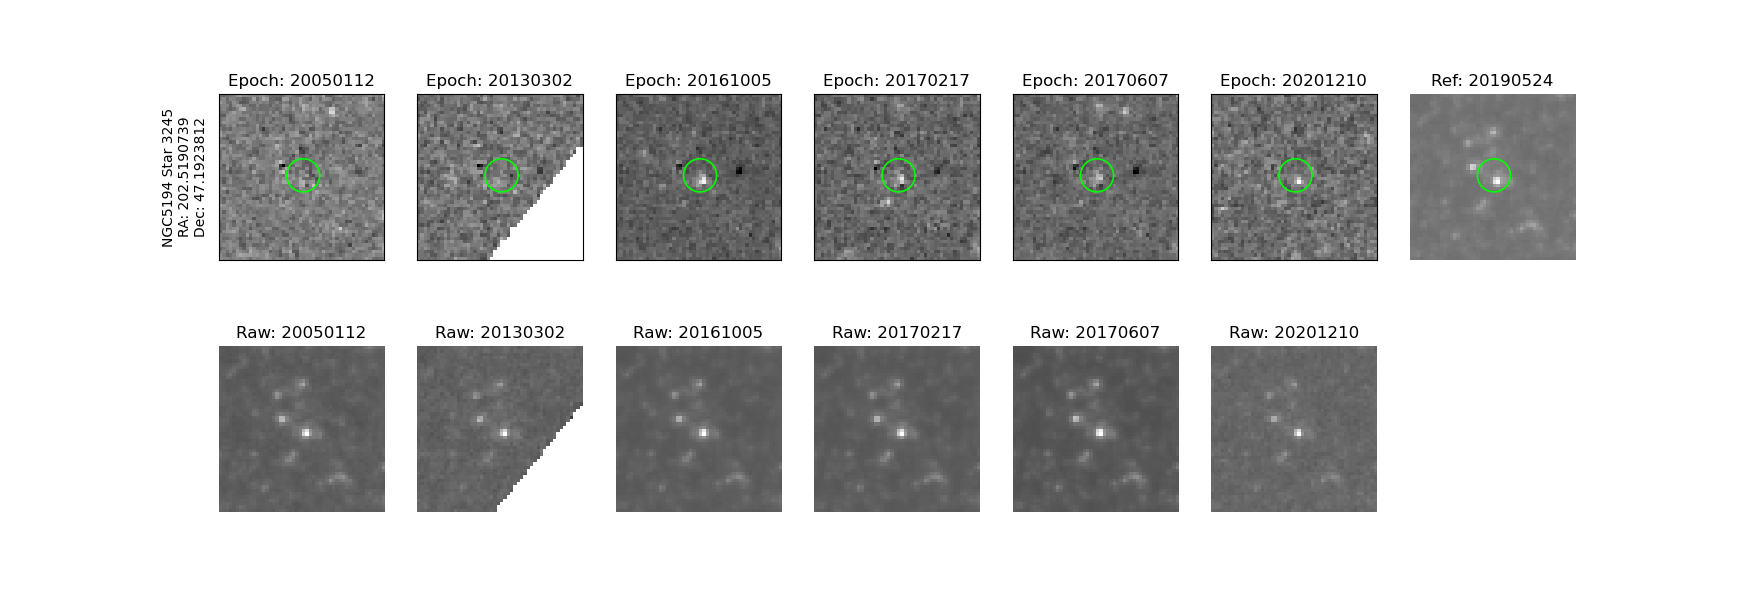 Epoch: 20050112
Epoch: 20130302
Epoch: 20161005
Epoch: 20170217
Epoch: 20170607
Epoch: 20201210
Ref: 20190524
NGC5194 Star 3245
RA: 202.5190739
Dec: 47.1923812
Raw: 20050112
Raw: 20130302
Raw: 20161005
Raw: 20170217
Raw: 20170607
Raw: 20201210